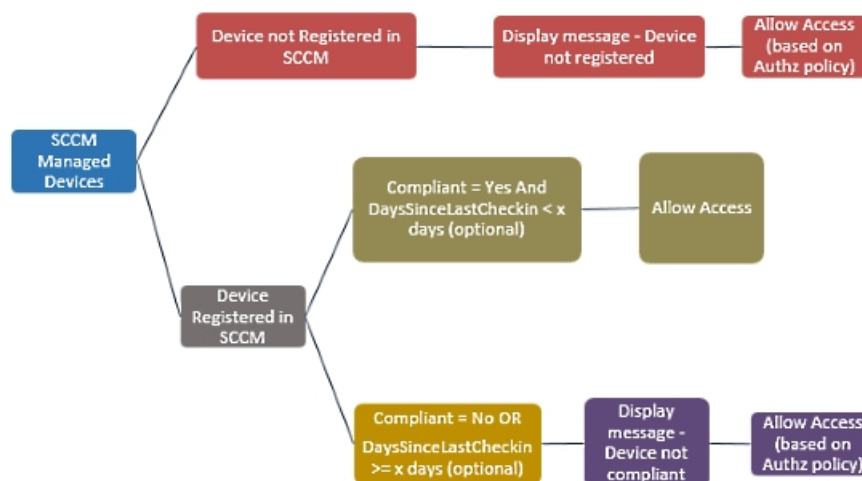 Device not Registered in
SCCM
Display message - Device
not registered
Allow Access
(based on
Authz policy)
SCCM
Managed
Devices
Compliant = Yes And
DaysSinceLastCheckin < x
days (optional)
Allow Access
Device
Registered in
SCCM
Compliant = No OR
DaysSinceLastCheckin
>= x days (optional)
Display
message -
Device not
compliant
Allow Access
(based on
Authz policy)